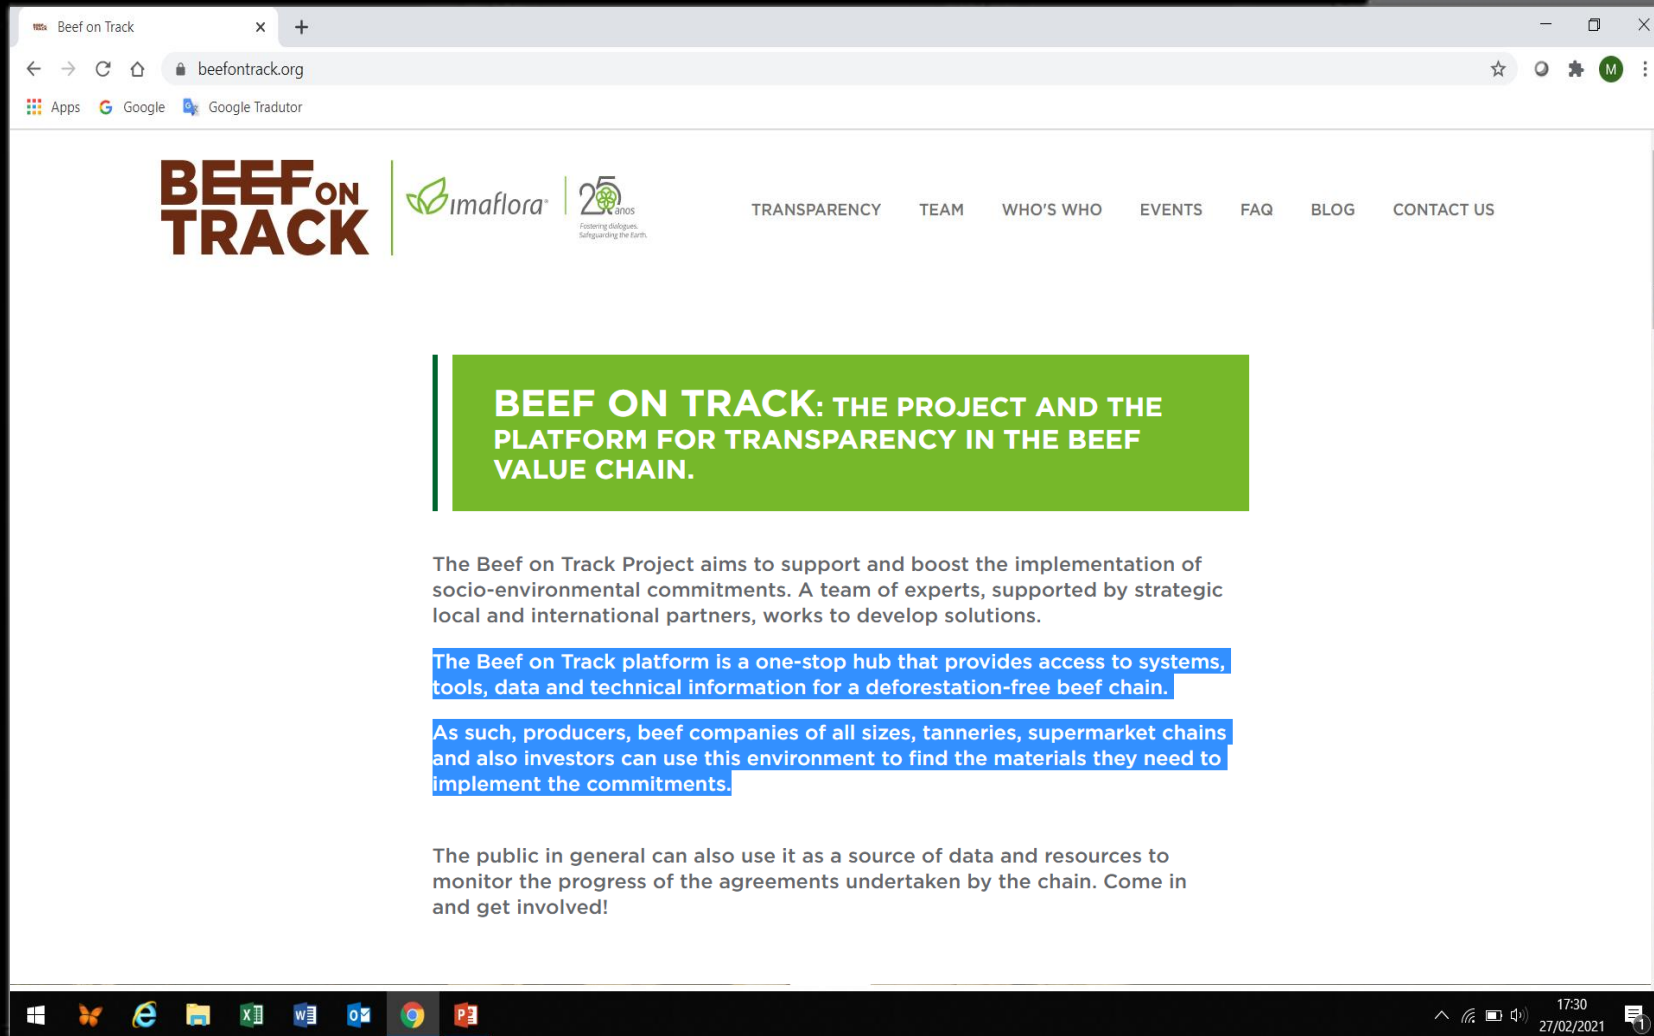 Beef on Track
beefontrack.org
M
Apps
Google
Google Tradutor
BEEF ON
TRACK
imaflora®
25
anos
Fostering dialogues.
Safeguarding the Earth.
TRANSPARENCY
TEAM
WHO'S WHO
EVENTS
FAQ
BLOG
CONTACT US
BEEF ON TRACK: THE PROJECT AND THE
PLATFORM FOR TRANSPARENCY IN THE BEEF
VALUE CHAIN.
The Beef on Track Project aims to support and boost the implementation of
socio-environmental commitments. A team of experts, supported by strategic
local and international partners, works to develop solutions.
The Beef on Track platform is a one-stop hub that provides access to systems,
tools, data and technical information for a deforestation-free beef chain.
As such, producers, beef companies of all sizes, tanneries, supermarket chains
and also investors can use this environment to find the materials they need to
implement the commitments.
The public in general can also use it as a source of data and resources to
monitor the progress of the agreements undertaken by the chain. Come in
and get involved!
17:30
27/02/2021
1